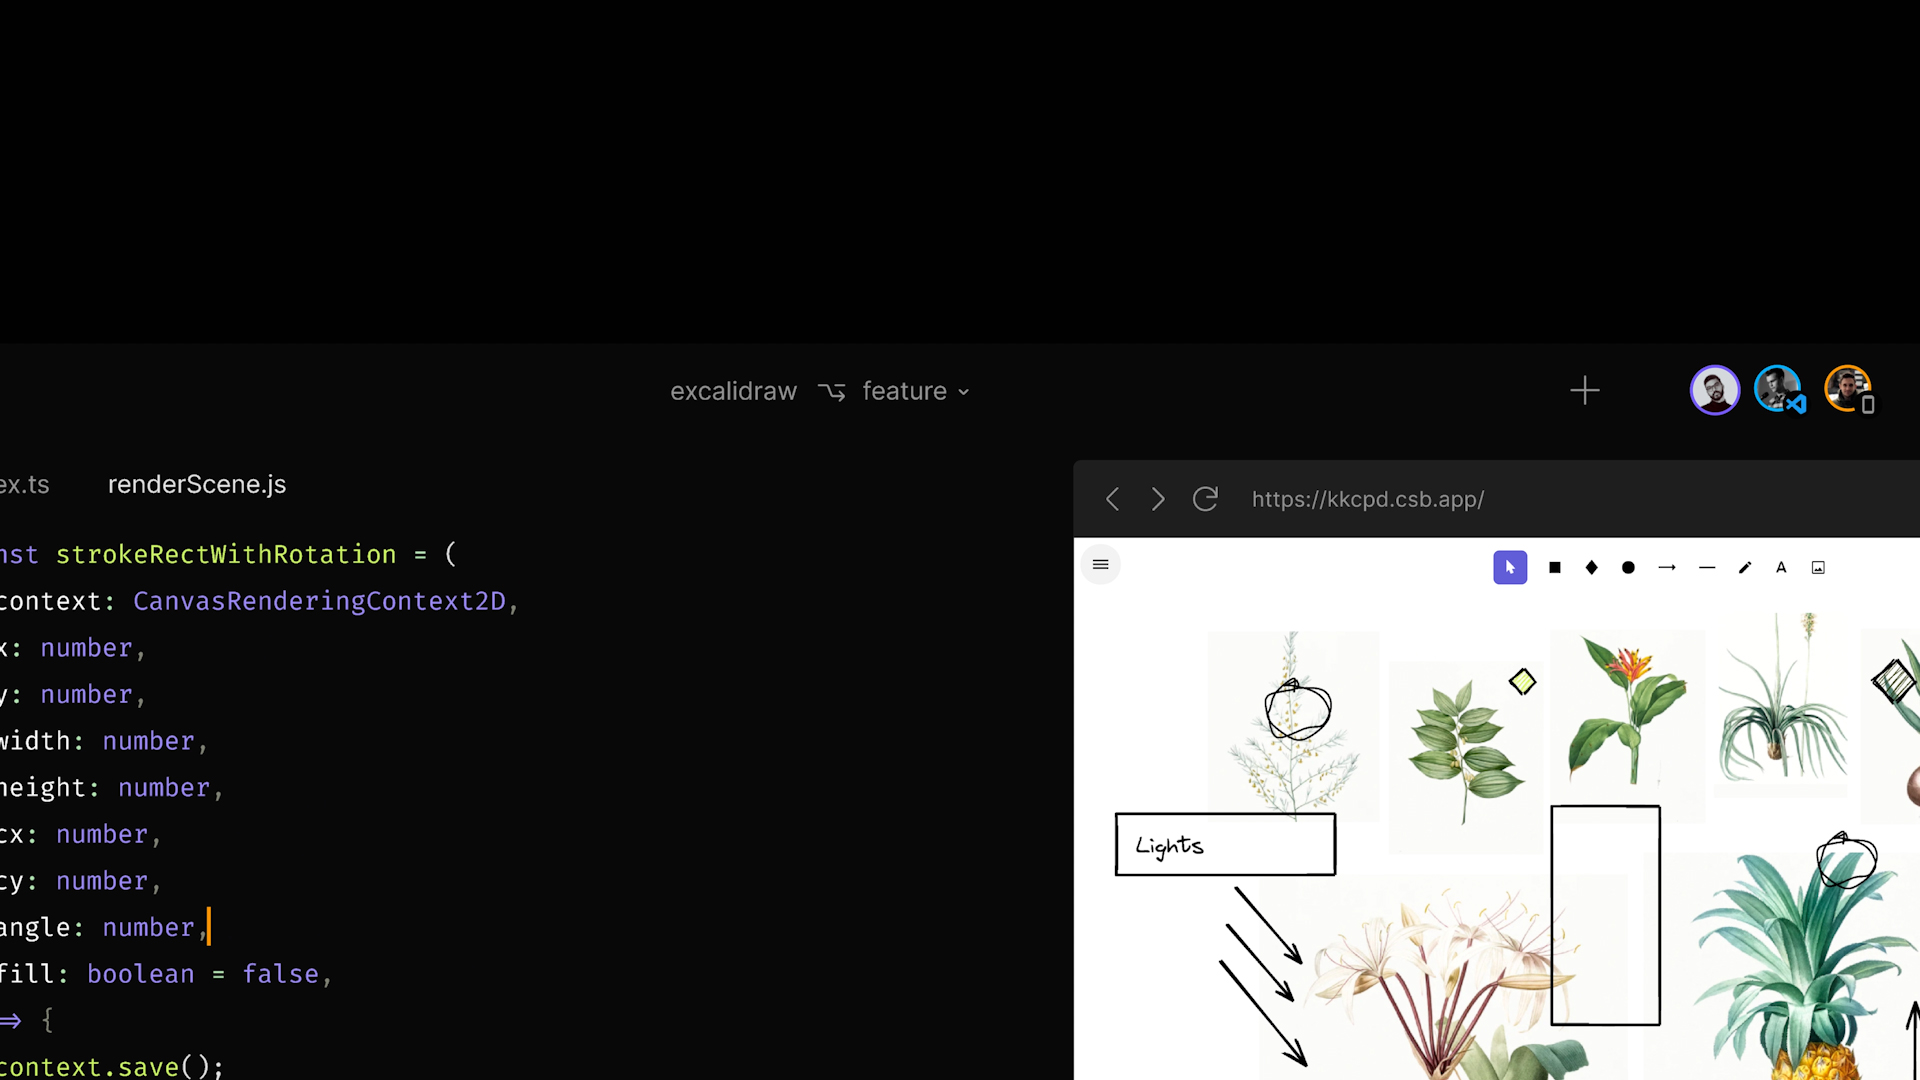 excalidraw feature
ex.ts renderScene.js
https://kkcpd.csb.app/
nst strokeRectWithRotation = (
context: CanvasRenderingContext2D,
x: number,
y: number,
width: number,
height: number,
cx: number,
cy: number,
angle: number,
fill: boolean = false,
=> {
context.save();
A
Lights